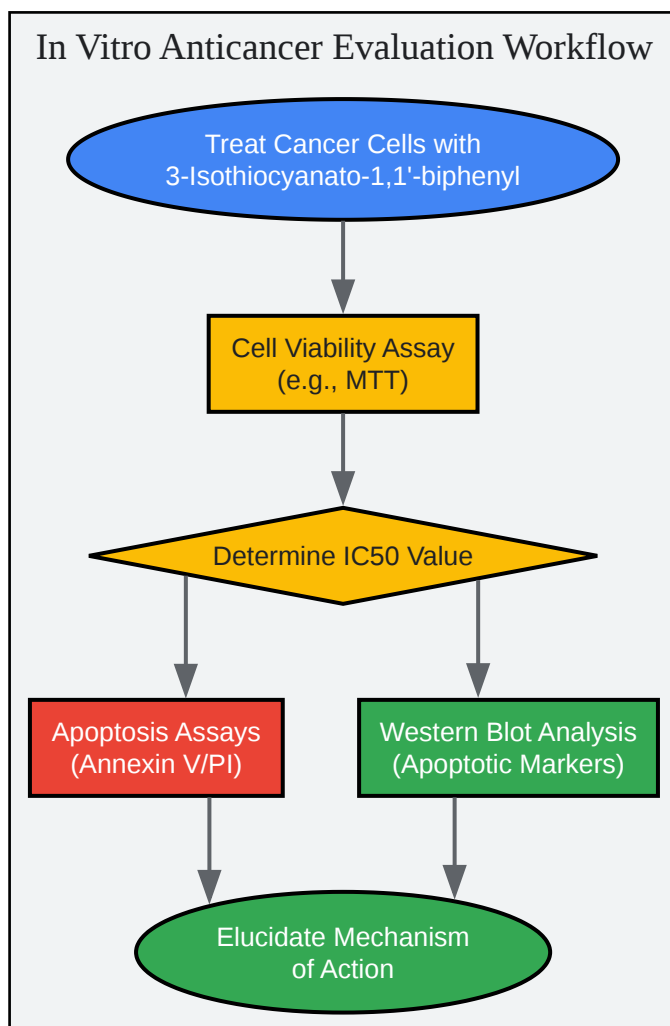 In Vitro Anticancer Evaluation Workflow
Treat Cancer Cells with
3-Isothiocyanato-1,1'-biphenyl
Cell Viability Assay
(e.g., MTT)
Determine IC50 Value
Apoptosis Assays
(Annexin V/PI)
Western Blot Analysis
(Apoptotic Markers)
Elucidate Mechanism
of Action